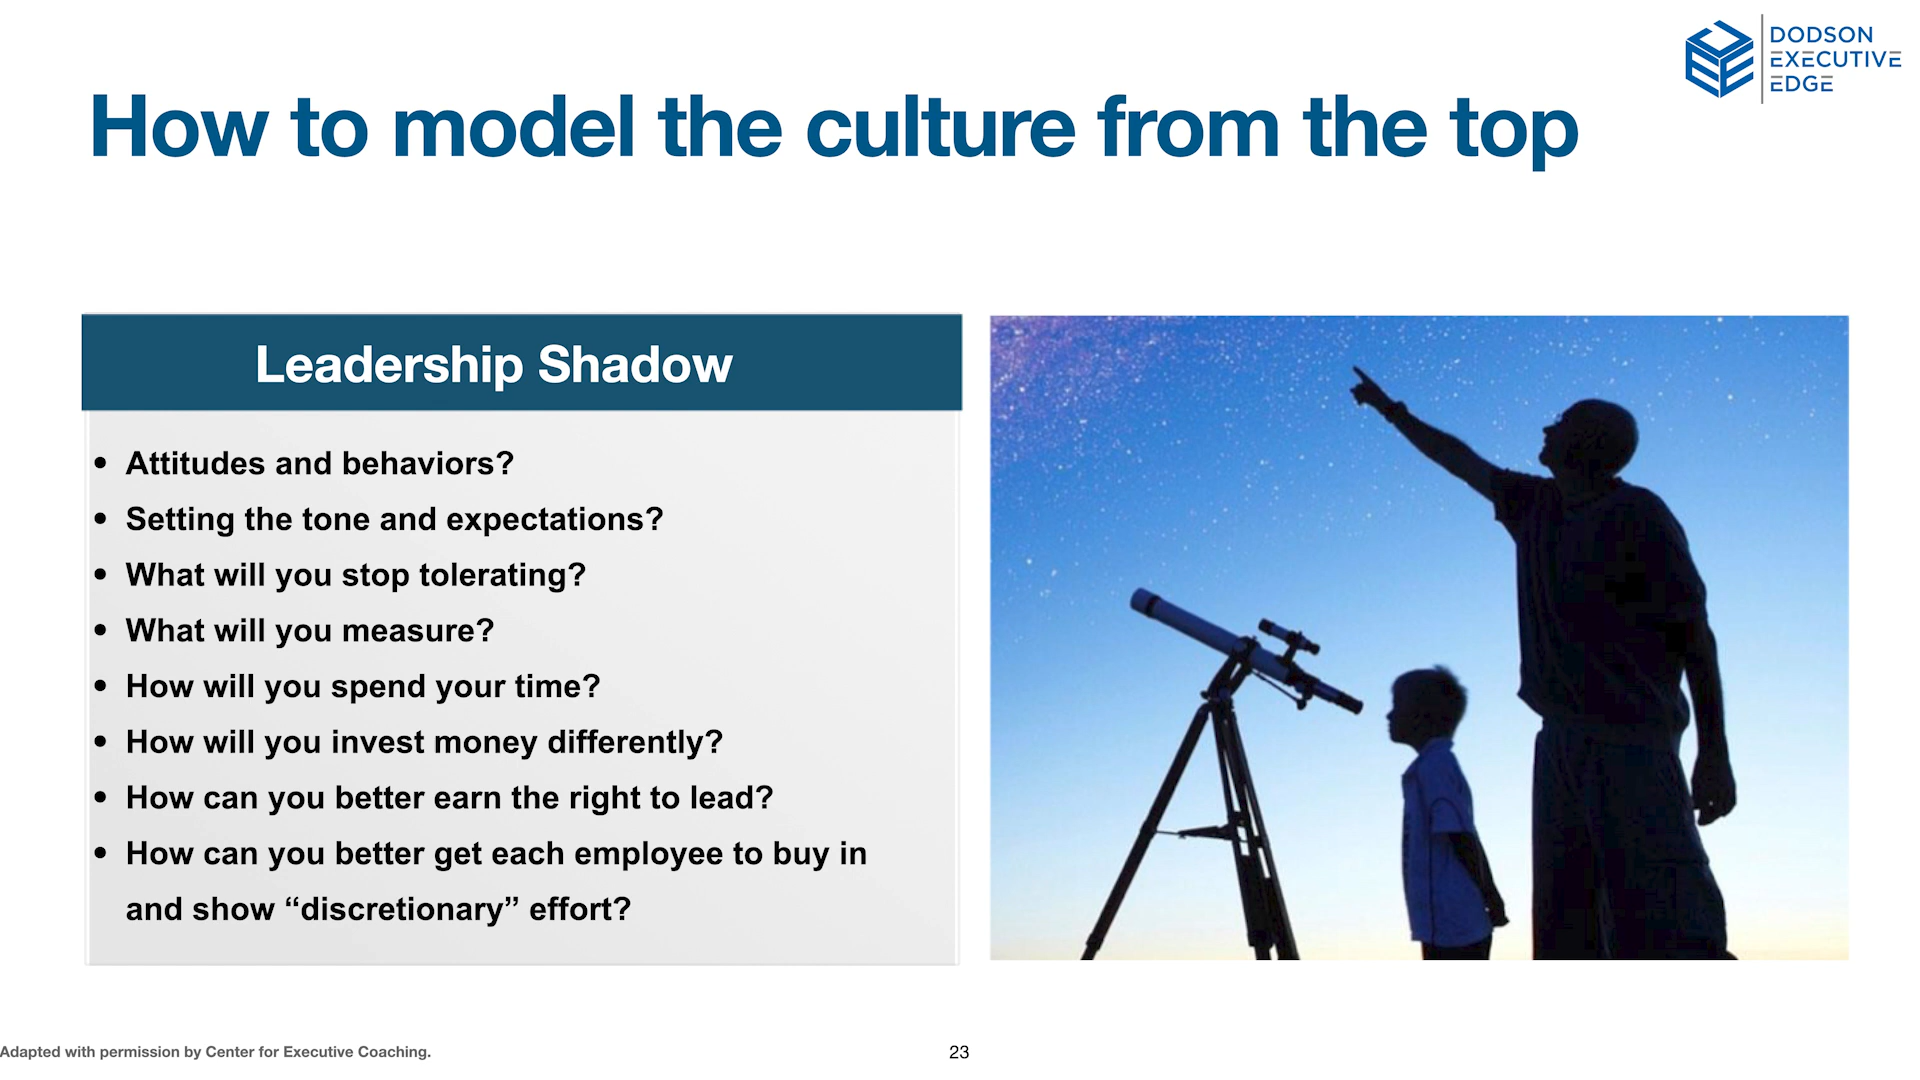 DODSON
EXECUTIVE
EDGE
How to model the culture from the top
Leadership Shadow
• Attitudes and behaviors?
• Setting the tone and expectations?
• What will you stop tolerating?
• What will you measure?
• How will you spend your time?
• How will you invest money differently?
• How can you better earn the right to lead?
• How can you better get each employee to buy in
and show “discretionary” effort?
Adapted with permission by Center for Executive Coaching.
23